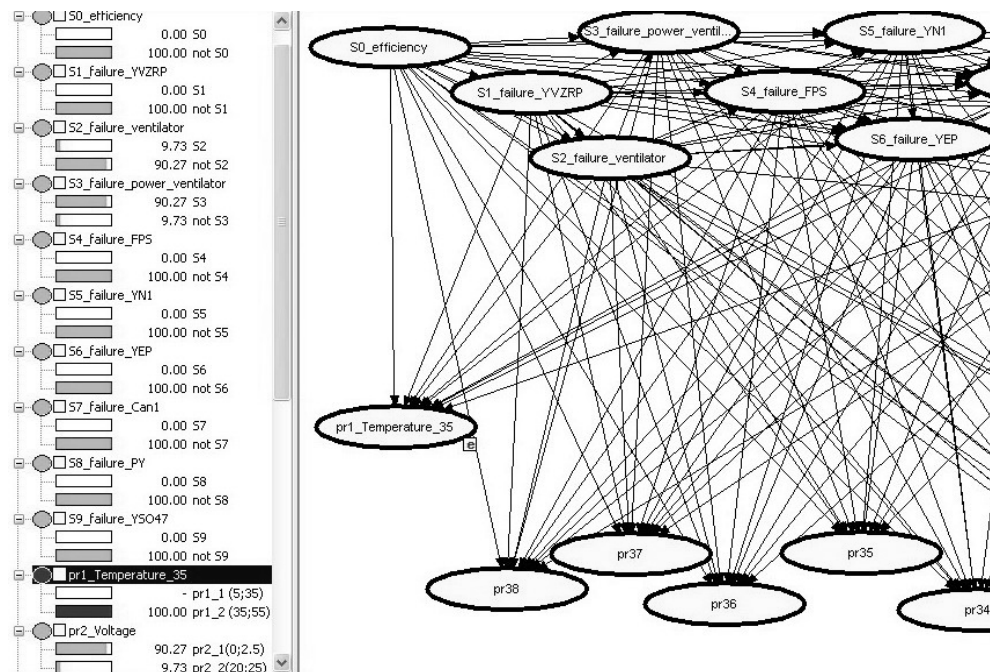 S0_efficiency
0.00 S0
100.00 not S0
S1_failure_YVZRP
0.00 S1
100.00 not S1
S2_failure_ventilator
9.73 S2
90.27 not S2
S3_failure_power_ventilator
90.27 S3
9.73 not S3
S4_failure_FPS
0.00 S4
100.00 not S4
S5_failure_YN1
0.00 S5
100.00 not S5
S6_failure_YEP
0.00 S6
100.00 not S6
S7_failure_Can1
0.00 S7
100.00 not S7
S8_failure_PY
0.00 S8
100.00 not S8
S9_failure_YSO47
0.00 S9
100.00 not S9
pr1_Temperature_35
- pr1_1 (5;35)
100.00 pr1_2 (35;55)
pr2_Voltage
90.27 pr2_1(0;2.5)
9.73 pr2_2(20;25)
S0_efficiency
S3_failure_power_ventil...
S5_failure_YN1
S1_failure_YVZRP
S4_failure_FPS
S2_failure_ventilator
S6_failure_YEP
pr1_Temperature_35
e
pr37
pr35
pr38
pr36
pr34